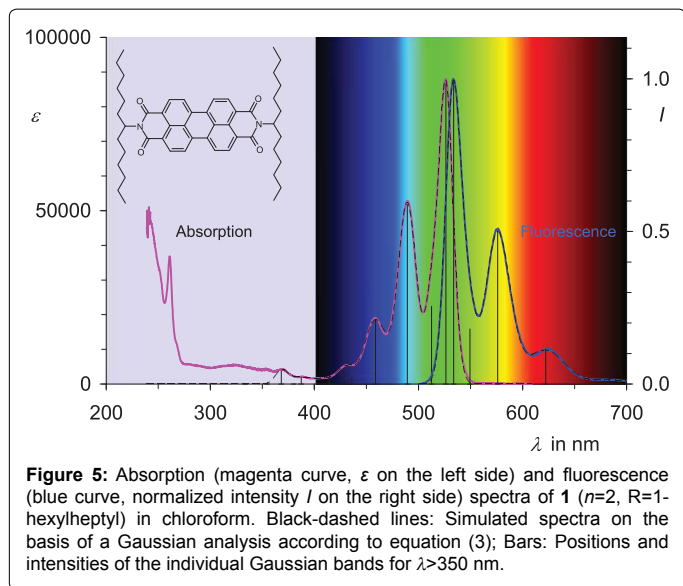 100000
ε
50000
0
1.0
I
0.5
0.0
O
O
N
N
O
O
Absorption
Fluorescence
200
300
400
500
600
700
λ in nm
Figure 5: Absorption (magenta curve, ε on the left side) and fluorescence
(blue curve, normalized intensity I on the right side) spectra of 1 (n=2, R=1-
hexylheptyl) in chloroform. Black-dashed lines: Simulated spectra on the
basis of a Gaussian analysis according to equation (3); Bars: Positions and
intensities of the individual Gaussian bands for λ>350 nm.